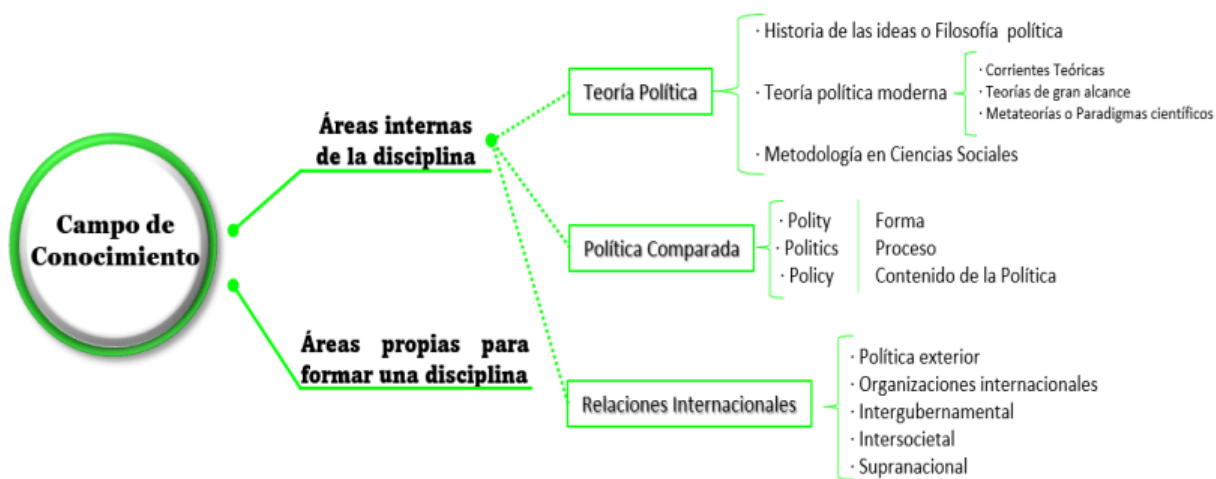 Campo de
Conocimiento
Áreas internas
de la disciplina
Áreas propias para
formar una disciplina
Teoría Política
· Historia de las ideas o Filosofía política
· Teoría política moderna
· Corrientes Teóricas
· Teorías de gran alcance
· Metateorías o Paradigmas científicos
· Metodología en Ciencias Sociales
Política Comparada
· Polity Forma
· Politics Proceso
· Policy Contenido de la Política
Relaciones Internacionales
· Política exterior
· Organizaciones internacionales
· Intergubernamental
· Intersocietal
· Supranacional